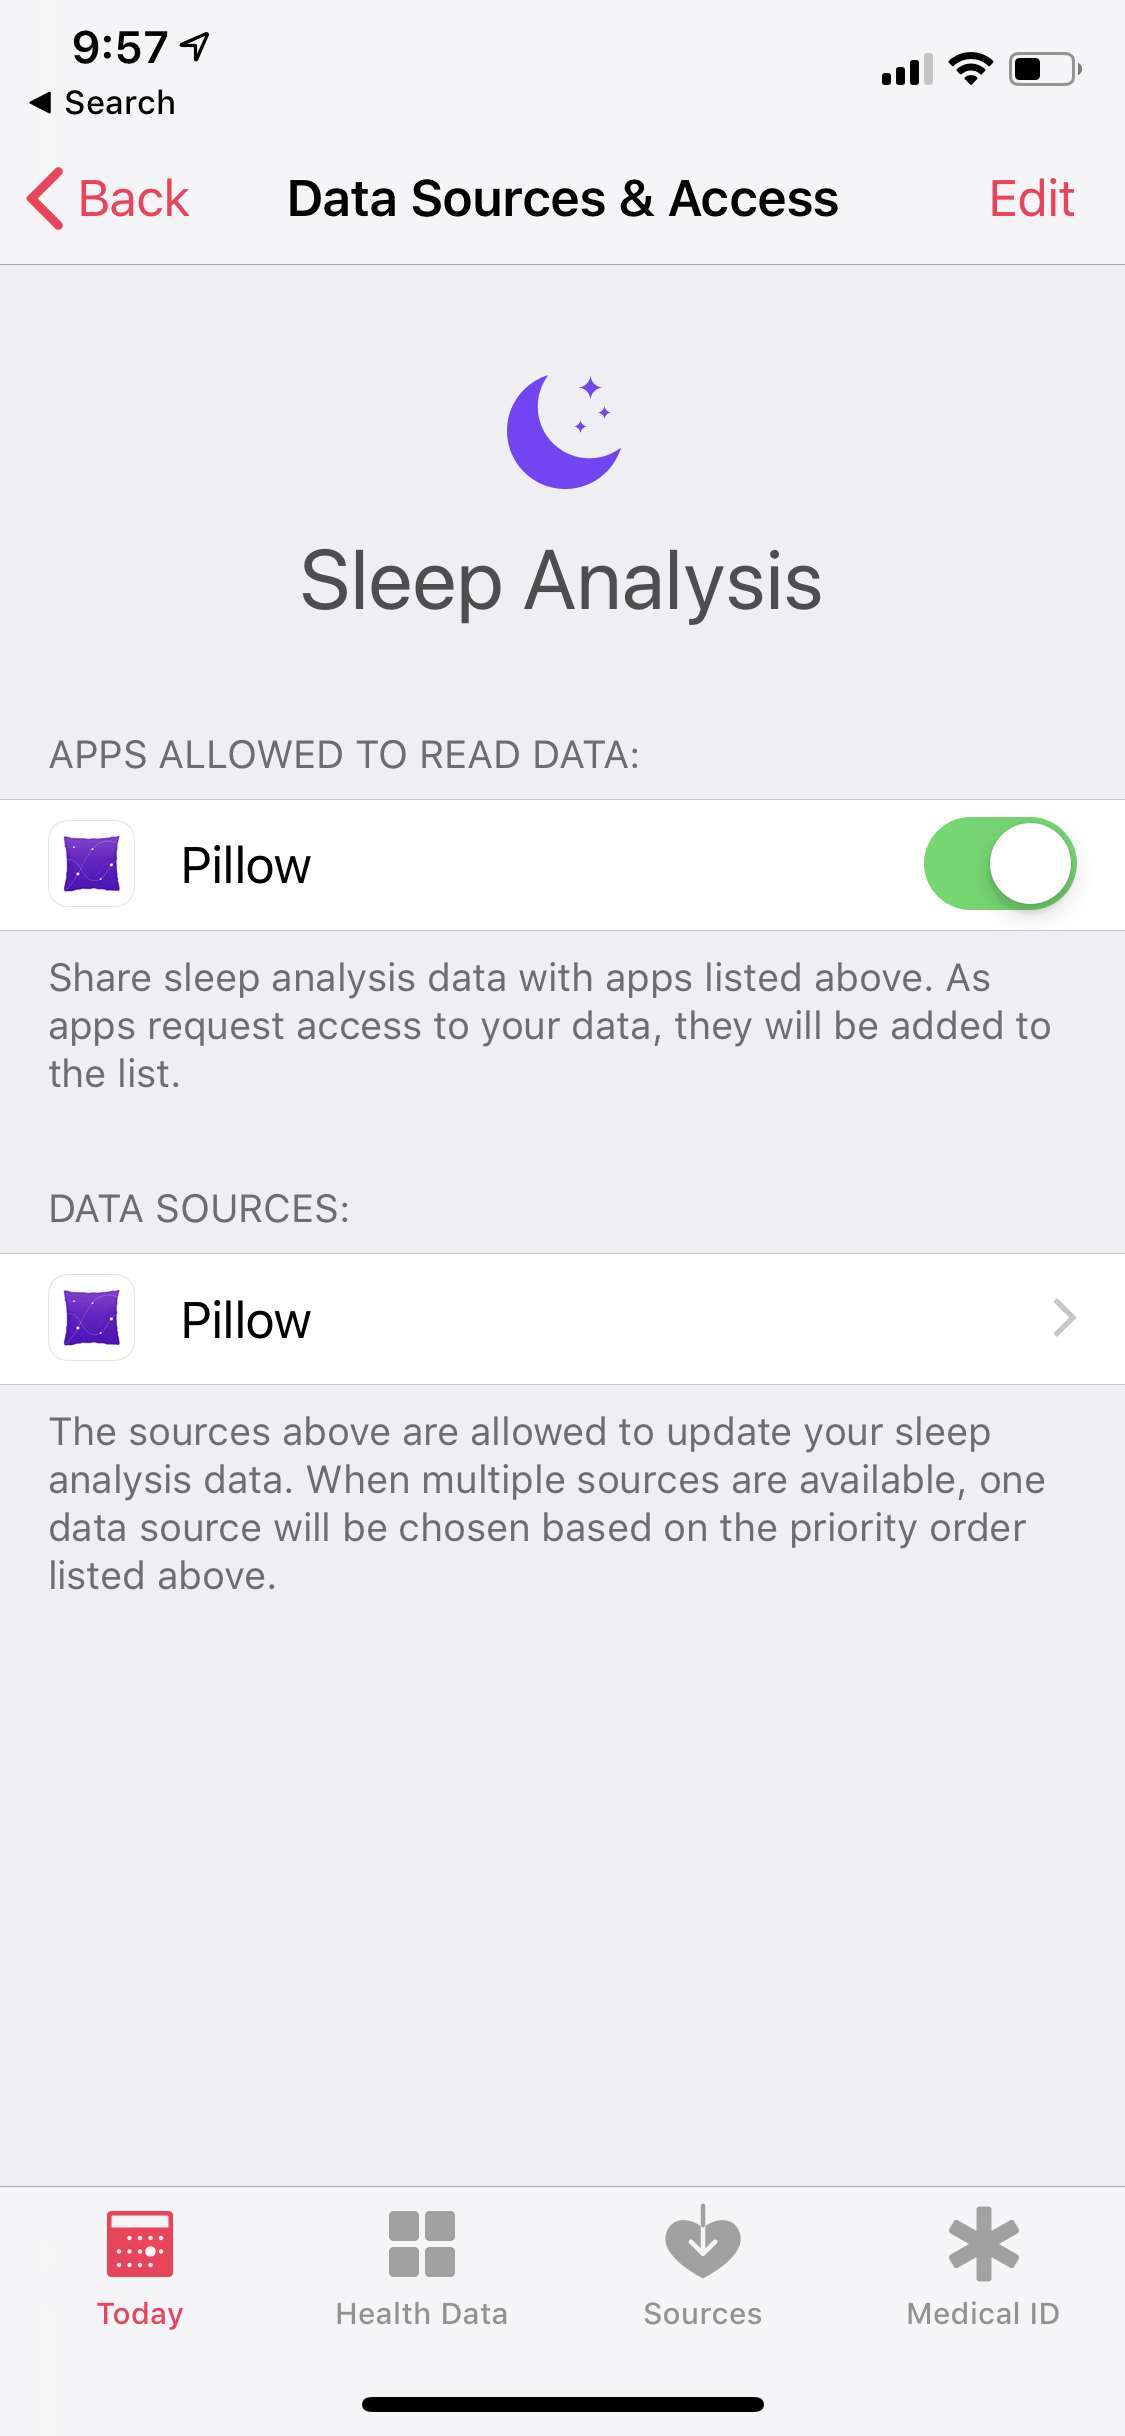 9:57
Search
Back
Data Sources & Access
Edit
Sleep Analysis
APPS ALLOWED TO READ DATA:
Pillow
Share sleep analysis data with apps listed above. As
apps request access to your data, they will be added to
the list.
DATA SOURCES:
Pillow
The sources above are allowed to update your sleep
analysis data. When multiple sources are available, one
data source will be chosen based on the priority order
listed above.
Today
Health Data
Sources
Medical ID